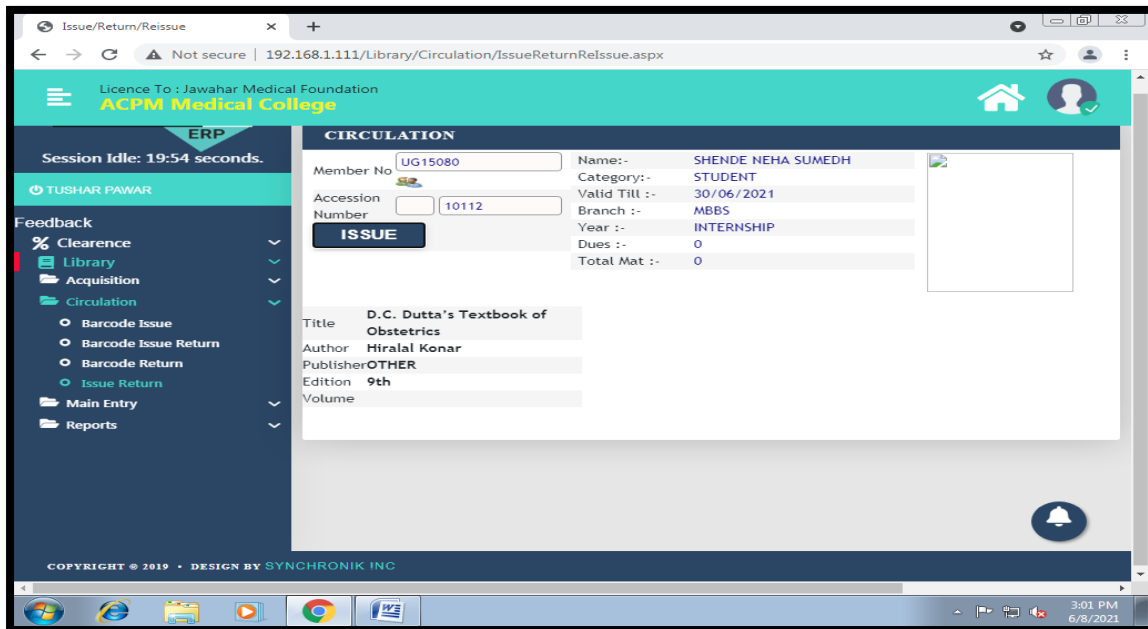 Issue/Return/Reissue
Not secure | 192.168.1.111/Library/Circulation/IssueReturnReIssue.aspx
Licence To : Jawahar Medical Foundation
ACPM Medical College
ERP
Session Idle: 19:54 seconds.
TUSHAR PAWAR
Feedback
Clearence
Library
Acquisition
Circulation
Barcode Issue
Barcode Issue Return
Barcode Return
Issue Return
Main Entry
Reports
CIRCULATION
Member No UG15080
Accession Number 10112
ISSUE
Name:- SHENDE NEHA SUMEDH
Category:- STUDENT
Valid Till :- 30/06/2021
Branch :- MBBS
Year :- INTERNSHIP
Dues :- 0
Total Mat :- 0
Title D.C. Dutta's Textbook of
Obstetrics
Author Hiralal Konar
Publisher OTHER
Edition 9th
Volume
COPYRIGHT © 2019 • DESIGN BY SYNCHRONIK INC
3:01 PM
6/8/2021